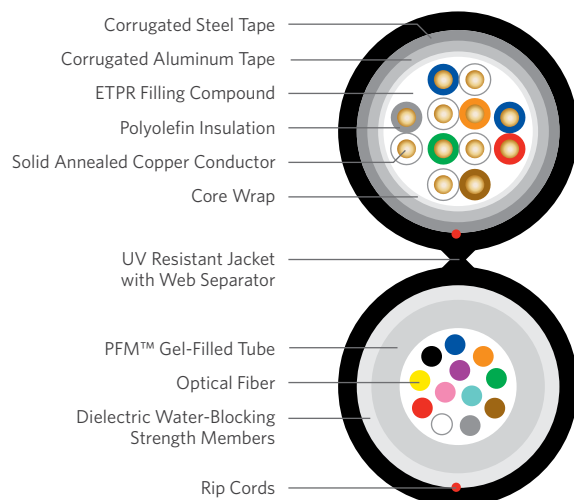 Corrugated Steel Tape
Corrugated Aluminum Tape
ETPR Filling Compound
Polyolefin Insulation
Solid Annealed Copper Conductor
Core Wrap
UV Resistant Jacket
with Web Separator
PFM™ Gel-Filled Tube
Optical Fiber
Dielectric Water-Blocking
Strength Members
Rip Cords